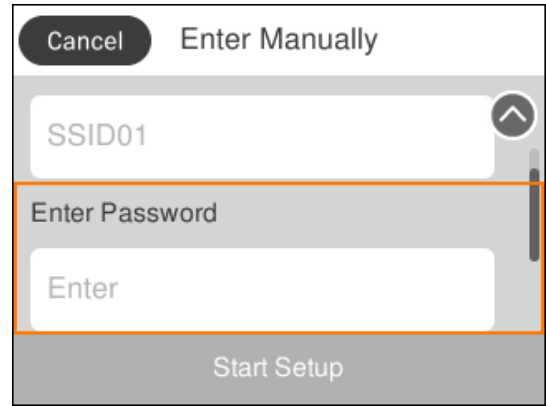 Cancel Enter Manually
SSID01
Enter Password
Enter
Start Setup